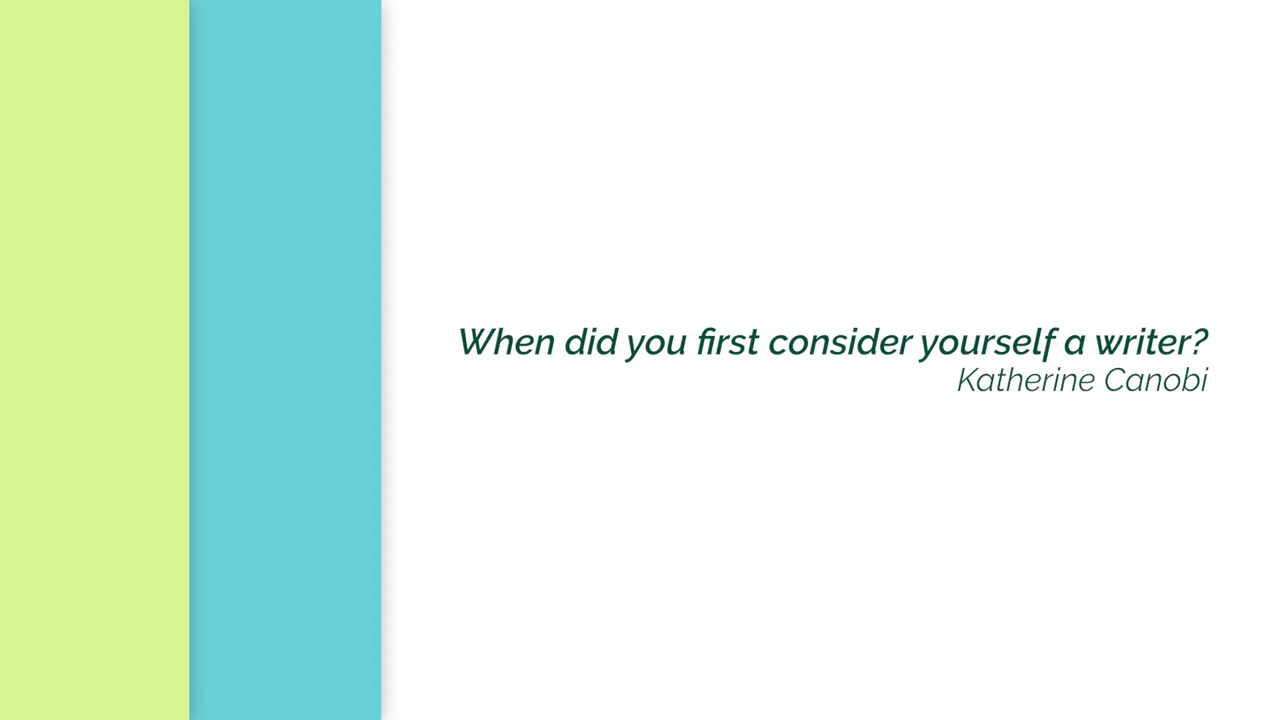 When did you first consider yourself a writer?
Katherine Canobi